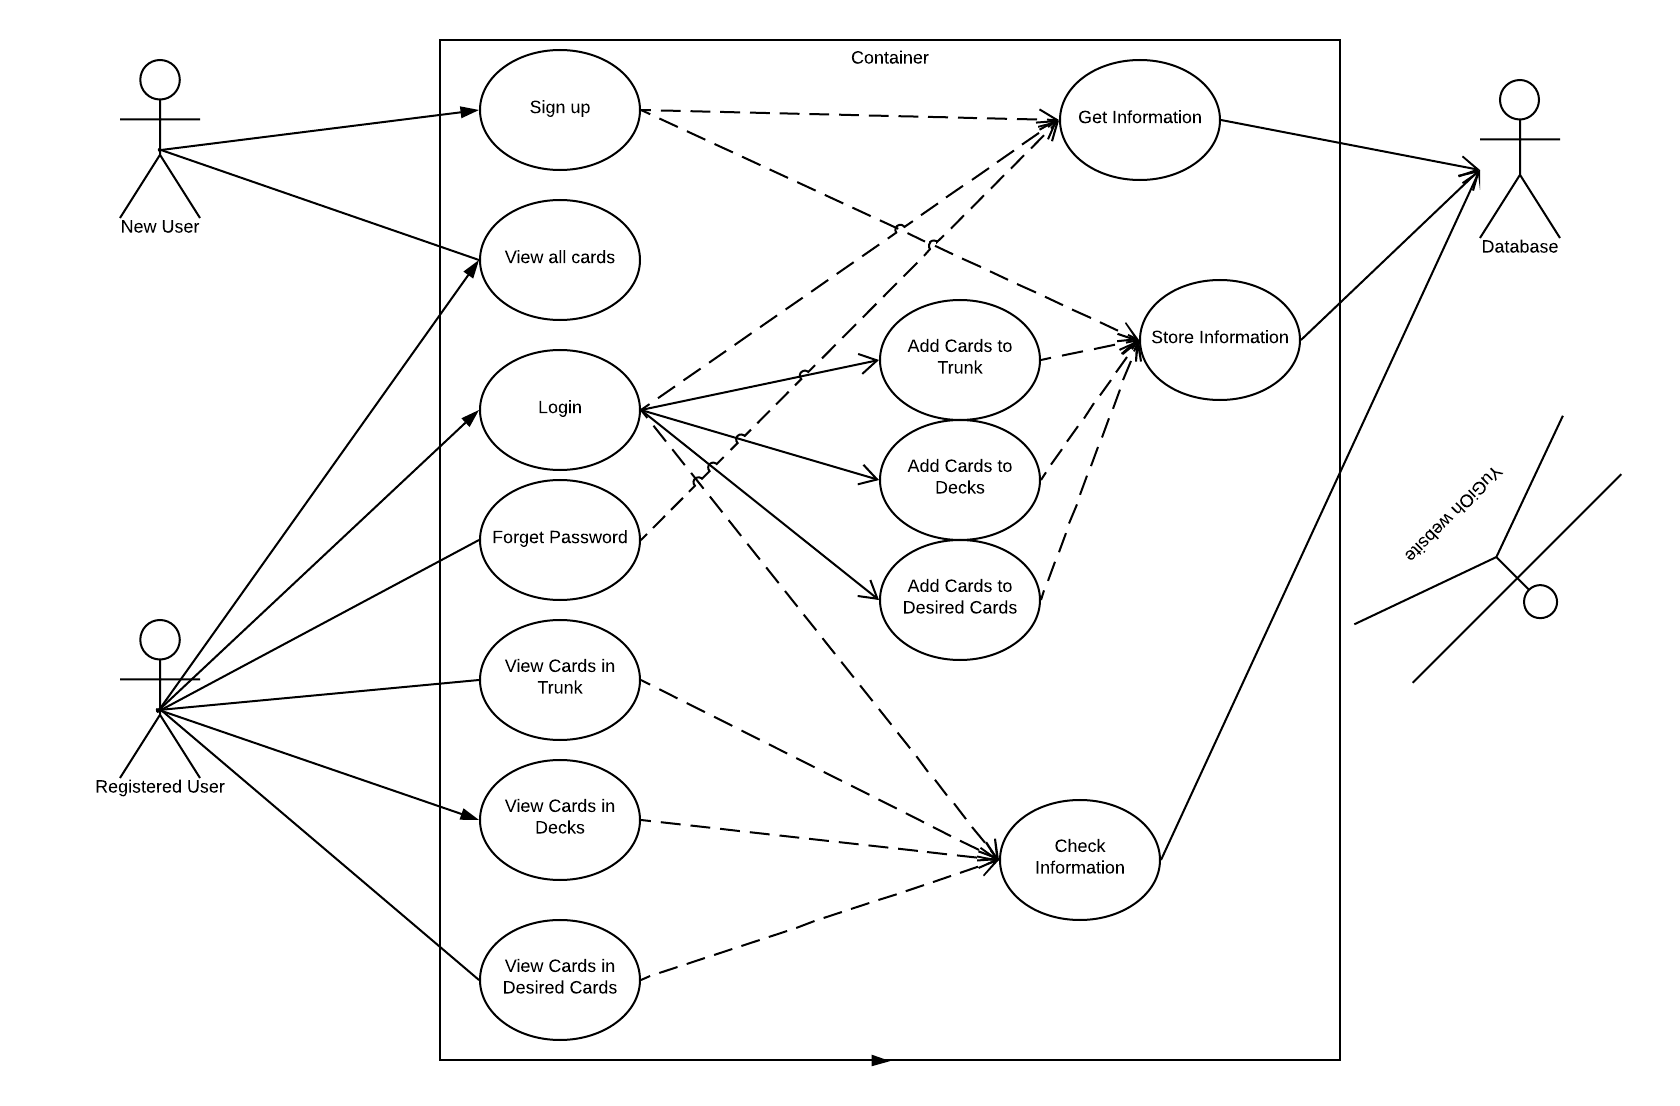 Container
Sign up
Get Information
New User
Database
View all cards
Store Information
Add Cards to
Trunk
Login
Add Cards to
Decks
YuGiOh website
Forget Password
Add Cards to
Desired Cards
View Cards in
Trunk
Registered User
View Cards in
Decks
Check
Information
View Cards in
Desired Cards